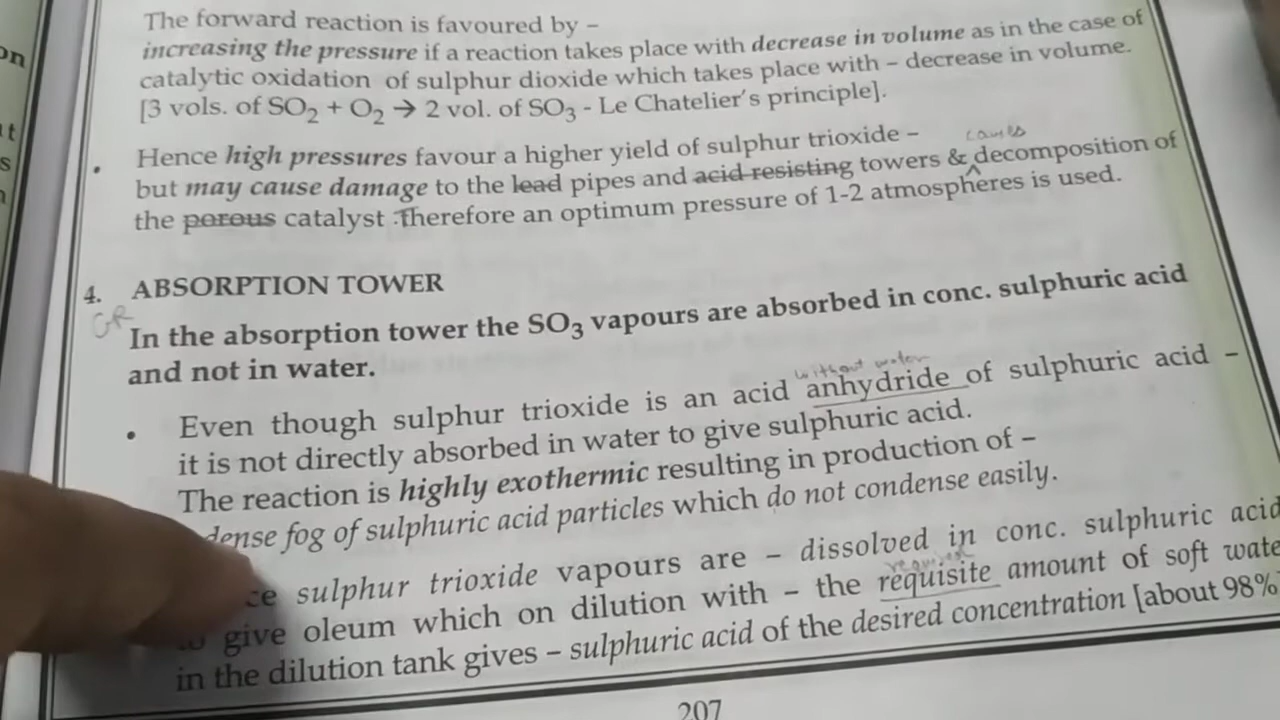 on
The forward reaction is favoured by –
increasing the pressure if a reaction takes place with decrease in volume as in the case of
catalytic oxidation of sulphur dioxide which takes place with – decrease in volume.
[3 vols. of SO₂ + O₂ → 2 vol. of SO₃ - Le Chatelier's principle].
• Hence high pressures favour a higher yield of sulphur trioxide –
causes
but may cause damage to the lead pipes and acid resisting towers & decomposition of
the porous catalyst. Therefore an optimum pressure of 1-2 atmospheres is used.
4. ABSORPTION TOWER
GR
In the absorption tower the SO₃ vapours are absorbed in conc. sulphuric acid
and not in water.
without water
• Even though sulphur trioxide is an acid anhydride of sulphuric acid –
it is not directly absorbed in water to give sulphuric acid.
The reaction is highly exothermic resulting in production of –
dense fog of sulphuric acid particles which do not condense easily.
ce sulphur trioxide vapours are – dissolved in conc. sulphuric acid
required
give oleum which on dilution with – the requisite amount of soft wate
in the dilution tank gives – sulphuric acid of the desired concentration [about 98%
207